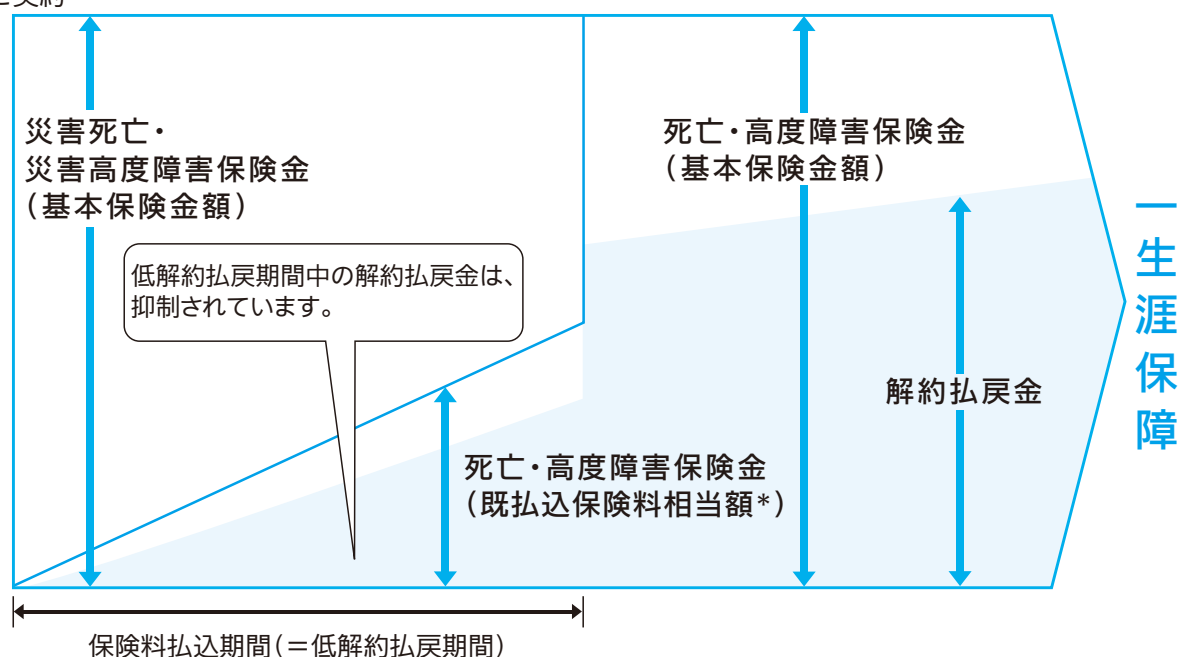 ご契約
災害死亡・
災害高度障害保険金
（基本保険金額）
死亡・高度障害保険金
（基本保険金額）
低解約払戻期間中の解約払戻金は、
抑制されています。
解約払戻金
死亡・高度障害保険金
（既払込保険料相当額*）
一生涯保障
保険料払込期間（＝低解約払戻期間）